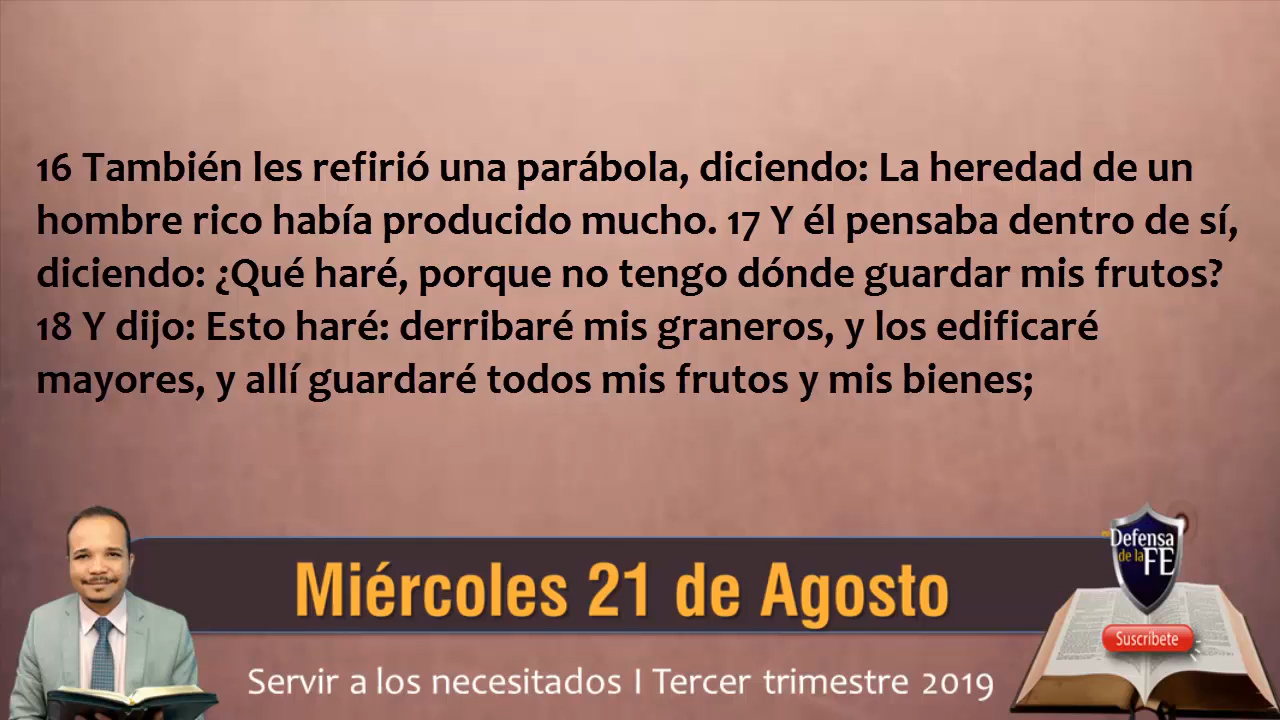 16 También les refirió una parábola, diciendo: La heredad de un
hombre rico había producido mucho. 17 Y él pensaba dentro de sí,
diciendo: ¿Qué haré, porque no tengo dónde guardar mis frutos?
18 Y dijo: Esto haré: derribaré mis graneros, y los edificaré
mayores, y allí guardaré todos mis frutos y mis bienes;
Defensa
de la FE
Miércoles 21 de Agosto
Suscríbete
Servir a los necesitados I Tercer trimestre 2019